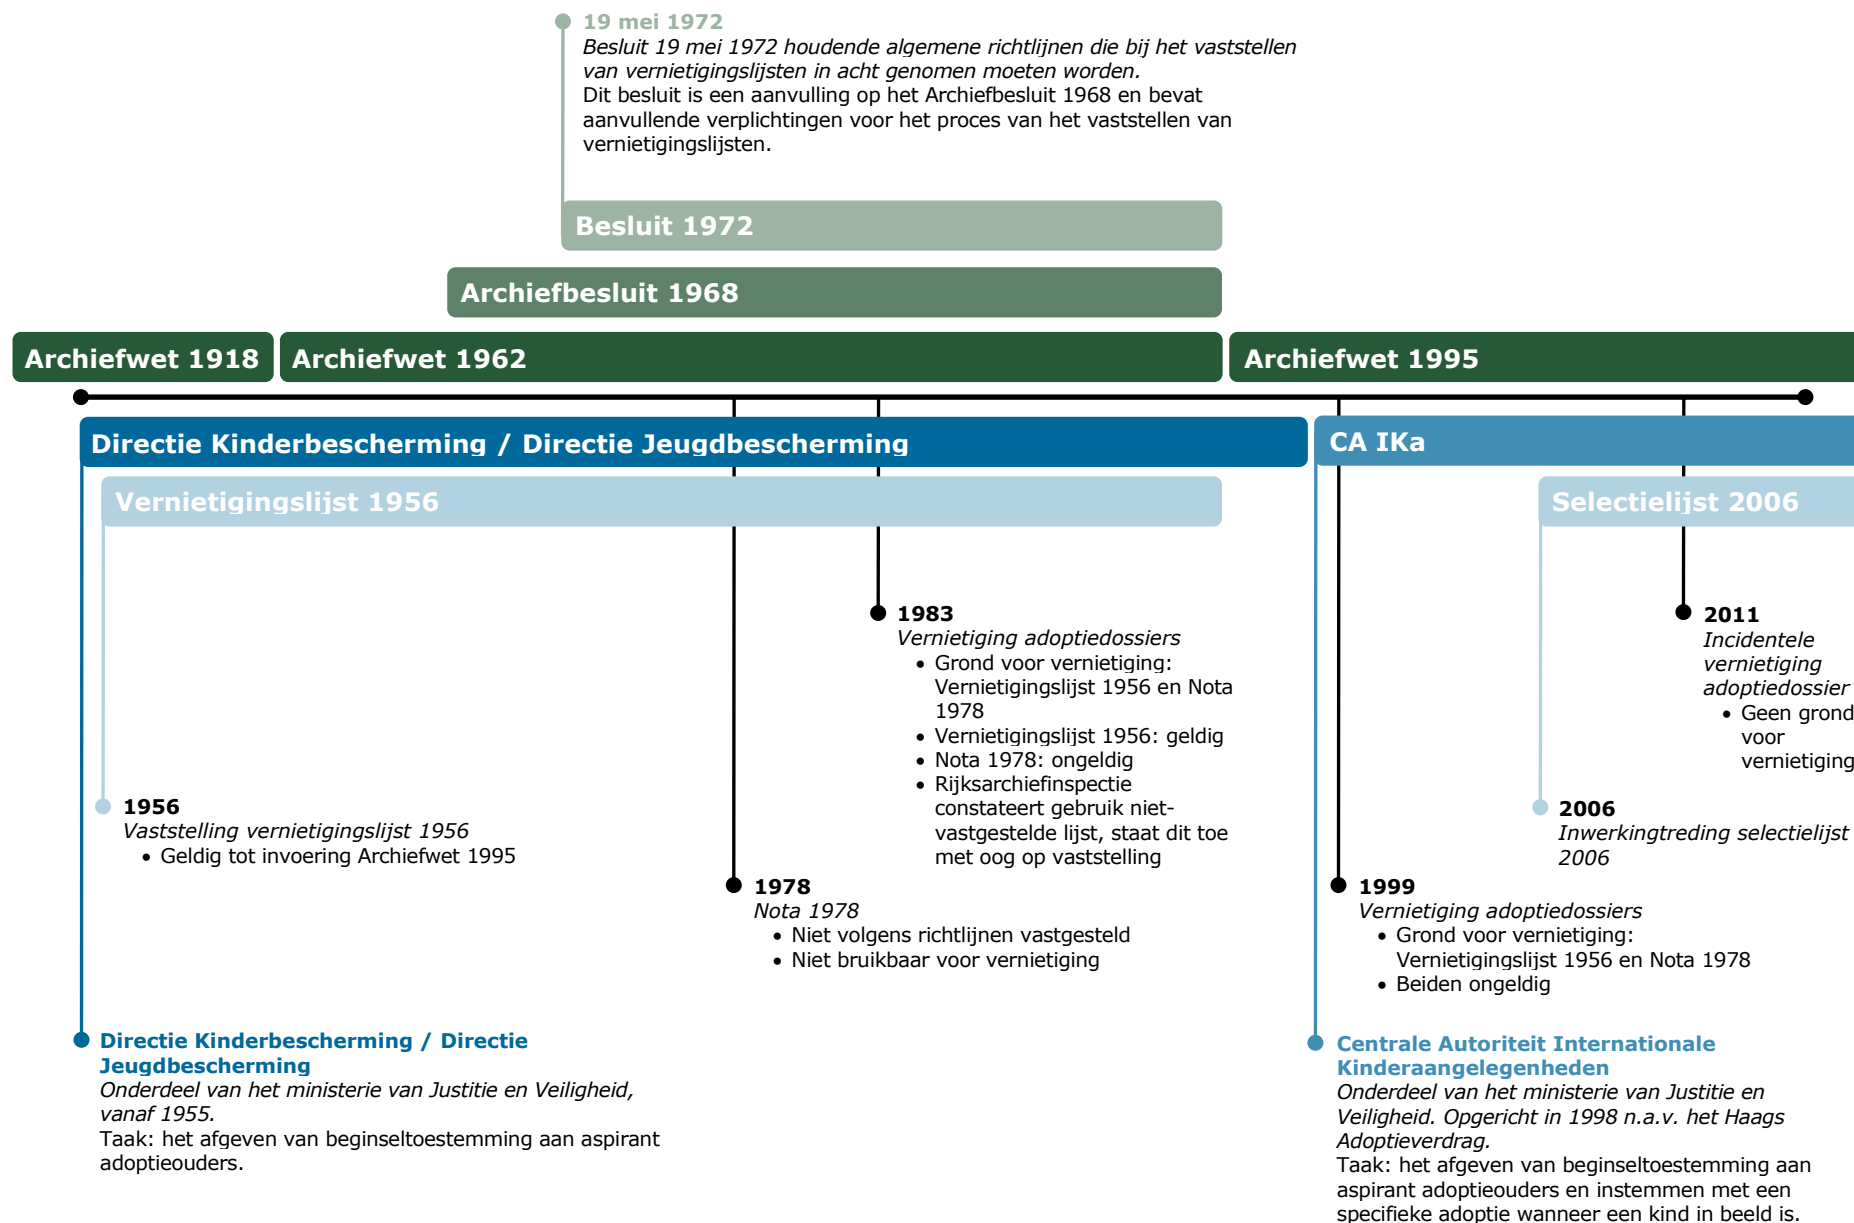 19 mei 1972
Besluit 19 mei 1972 houdende algemene richtlijnen die bij het vaststellen
van vernietigingslijsten in acht genomen moeten worden.
Dit besluit is een aanvulling op het Archiefbesluit 1968 en bevat
aanvullende verplichtingen voor het proces van het vaststellen van
vernietigingslijsten.
Besluit 1972
Archiefbesluit 1968
Archiefwet 1918
Archiefwet 1962
Archiefwet 1995
Directie Kinderbescherming / Directie Jeugdbescherming
CA IKa
Vernietigingslijst 1956
Selectielijst 2006
1983
Vernietiging adoptiedossiers
• Grond voor vernietiging:
Vernietigingslijst 1956 en Nota
1978
• Vernietigingslijst 1956: geldig
• Nota 1978: ongeldig
• Rijksarchiefinspectie
constateert gebruik niet-
vastgestelde lijst, staat dit toe
met oog op vaststelling
2011
Incidentele
vernietiging
adoptiedossier
• Geen grond
voor
vernietiging
1956
Vaststelling vernietigingslijst 1956
• Geldig tot invoering Archiefwet 1995
2006
Inwerkingtreding selectielijst
2006
1978
Nota 1978
• Niet volgens richtlijnen vastgesteld
• Niet bruikbaar voor vernietiging
1999
Vernietiging adoptiedossiers
• Grond voor vernietiging:
Vernietigingslijst 1956 en Nota 1978
• Beiden ongeldig
Directie Kinderbescherming / Directie
Jeugdbescherming
Onderdeel van het ministerie van Justitie en Veiligheid,
vanaf 1955.
Taak: het afgeven van beginseltoestemming aan aspirant
adoptieouders.
Centrale Autoriteit Internationale
Kinderaangelegenheden
Onderdeel van het ministerie van Justitie en
Veiligheid. Opgericht in 1998 n.a.v. het Haags
Adoptieverdrag.
Taak: het afgeven van beginseltoestemming aan
aspirant adoptieouders en instemmen met een
specifieke adoptie wanneer een kind in beeld is.